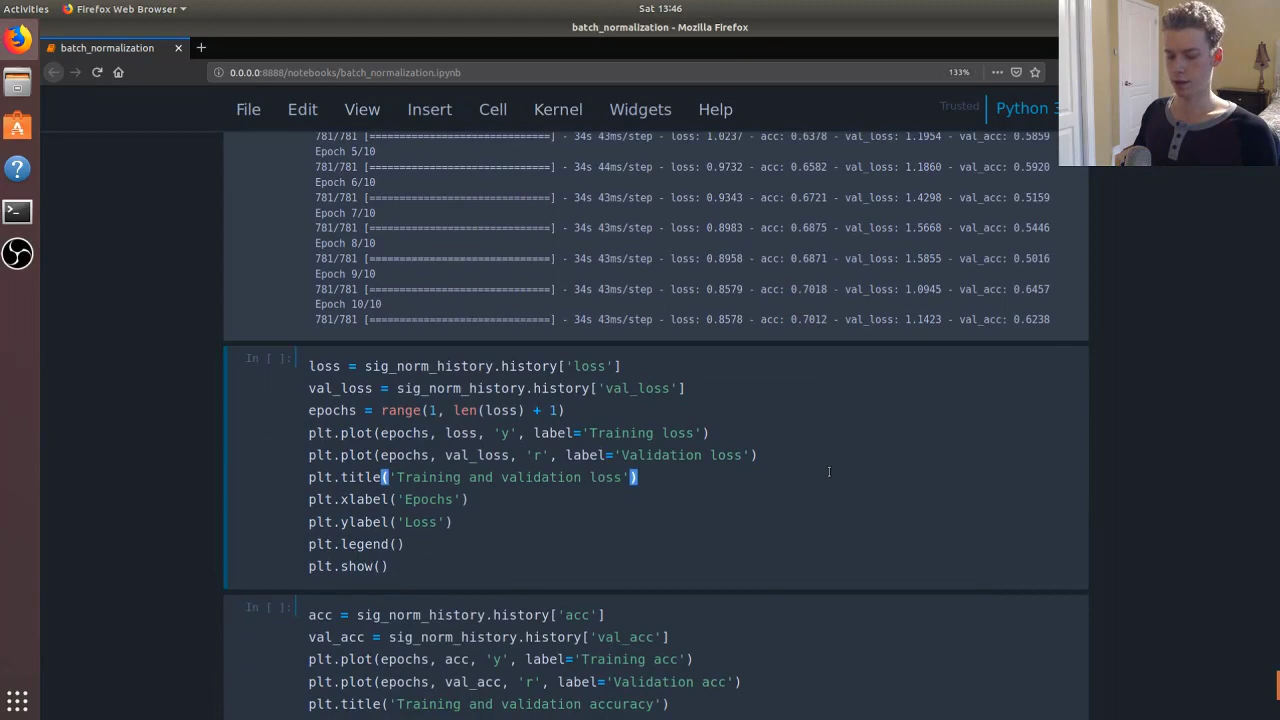 Activities
Firefox Web Browser
Sat 13:46
batch_normalization - Mozilla Firefox
batch_normalization
0.0.0.0:8888/notebooks/batch_normalization.ipynb
133%
File Edit View Insert Cell Kernel Widgets Help
Trusted
Python 3
781/781 [==============================] - 34s 43ms/step - loss: 1.0237 - acc: 0.6378 - val_loss: 1.1954 - val_acc: 0.5859
Epoch 5/10
781/781 [==============================] - 34s 44ms/step - loss: 0.9732 - acc: 0.6582 - val_loss: 1.1860 - val_acc: 0.5920
Epoch 6/10
781/781 [==============================] - 34s 43ms/step - loss: 0.9343 - acc: 0.6721 - val_loss: 1.4298 - val_acc: 0.5159
Epoch 7/10
781/781 [==============================] - 34s 43ms/step - loss: 0.8983 - acc: 0.6875 - val_loss: 1.5668 - val_acc: 0.5446
Epoch 8/10
781/781 [==============================] - 34s 43ms/step - loss: 0.8958 - acc: 0.6871 - val_loss: 1.5855 - val_acc: 0.5016
Epoch 9/10
781/781 [==============================] - 34s 43ms/step - loss: 0.8579 - acc: 0.7018 - val_loss: 1.0945 - val_acc: 0.6457
Epoch 10/10
781/781 [==============================] - 34s 43ms/step - loss: 0.8578 - acc: 0.7012 - val_loss: 1.1423 - val_acc: 0.6238
In [ ]:
loss = sig_norm_history.history['loss']
val_loss = sig_norm_history.history['val_loss']
epochs = range(1, len(loss) + 1)
plt.plot(epochs, loss, 'y', label='Training loss')
plt.plot(epochs, val_loss, 'r', label='Validation loss')
plt.title('Training and validation loss')
plt.xlabel('Epochs')
plt.ylabel('Loss')
plt.legend()
plt.show()
In [ ]:
acc = sig_norm_history.history['acc']
val_acc = sig_norm_history.history['val_acc']
plt.plot(epochs, acc, 'y', label='Training acc')
plt.plot(epochs, val_acc, 'r', label='Validation acc')
plt.title('Training and validation accuracy')